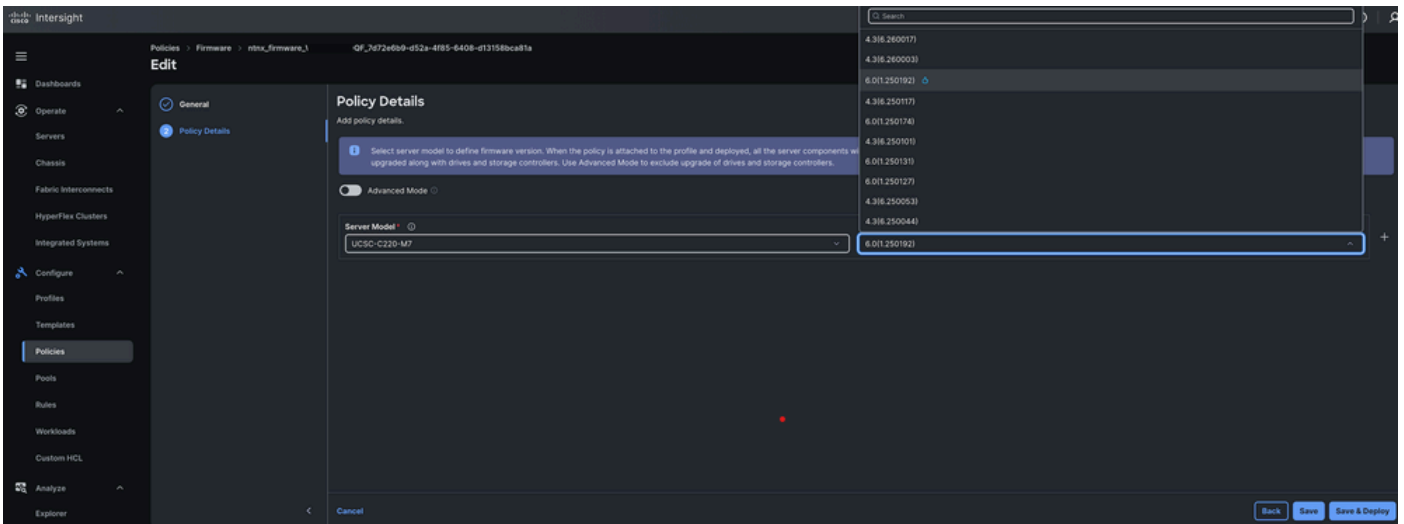 cisco Intersight
Search
Policies > Firmware > ntnx_firmware_\ QF_7d72e6b9-d52a-4f85-6408-d13158bca81a
Edit
Dashboards
Operate
Servers
Chassis
Fabric Interconnects
HyperFlex Clusters
Integrated Systems
Configure
Profiles
Templates
Policies
Pools
Rules
Workloads
Custom HCL
Analyze
Explorer
General
2 Policy Details
Policy Details
Add policy details.
Select server model to define firmware version. When the policy is attached to the profile and deployed, all the server components
upgraded along with drives and storage controllers. Use Advanced Mode to exclude upgrade of drives and storage controllers.
Advanced Mode
Server Model *
UCSC-C220-M7
4.3(6.260017)
4.3(6.260003)
6.0(1.250192)
4.3(6.250117)
6.0(1.250174)
4.3(6.250101)
6.0(1.250131)
6.0(1.250127)
4.3(6.250053)
4.3(6.250044)
6.0(1.250192)
Cancel
Back
Save
Save & Deploy